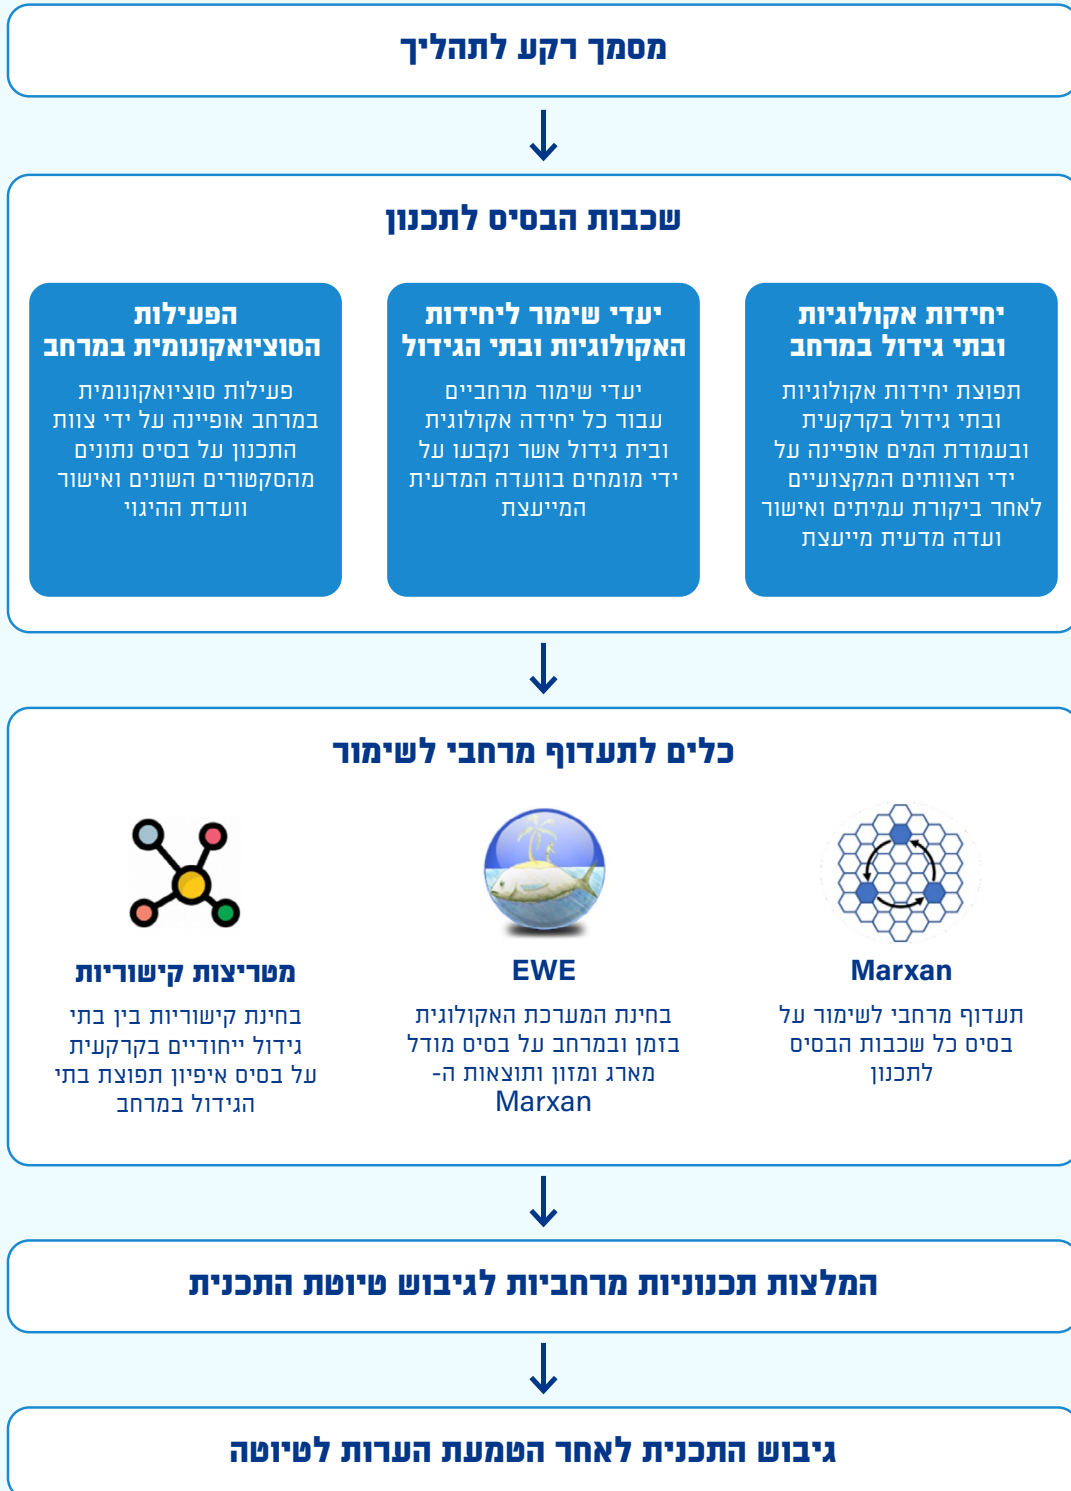 מסמך רקע לתהליך
שכבות הבסיס לתכנון
יחידות אקולוגיות
ובתי גידול במרחב
תפוצת יחידות אקולוגיות
ובתי גידול בקרקעית
ובעמודת המים אופיינה על
ידי הצוותים המקצועיים
לאחר ביקורת עמיתים ואישור
ועדה מדעית מייעצת
יעדי שימור ליחידות
האקולוגיות ובתי הגידול
יעדי שימור מרחביים
עבור כל יחידה אקולוגית
ובית גידול אשר נקבעו על
ידי מומחים בוועדה המדעית
המייעצת
הפעילות
הסוציואקונומית במרחב
פעילות סוציואקונומית
במרחב אופיינה על ידי צוות
התכנון על בסיס נתונים
מהסקטורים השונים ואישור
וועדת ההיגוי
כלים לתעדוף מרחבי לשימור
Marxan
תעדוף מרחבי לשימור על
בסיס כל שכבות הבסיס
לתכנון
EWE
בחינת המערכת האקולוגית
בזמן ובמרחב על בסיס מודל
מארג ומזון ותוצאות ה-
Marxan
מטריצות קישוריות
בחינת קישוריות בין בתי
גידול ייחודיים בקרקעית
על בסיס איפיון תפוצת בתי
הגידול במרחב
המלצות תכנוניות מרחביות לגיבוש טיוטת התכנית
גיבוש התכנית לאחר הטמעת הערות לטיוטה